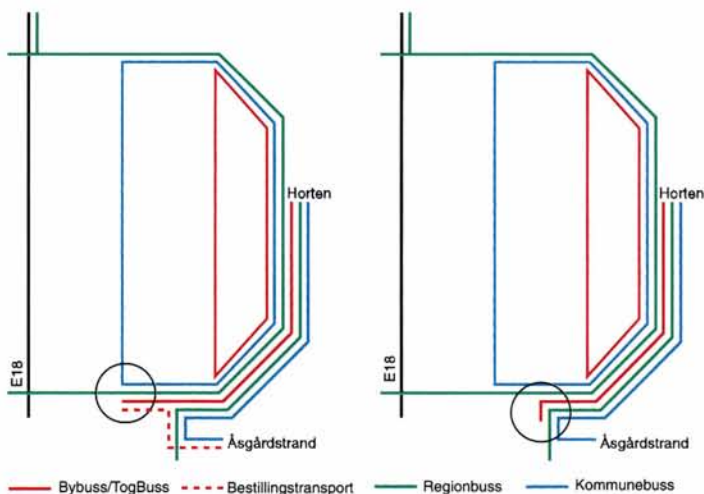 Horten
E18
Åsgårdstrand
Horten
E18
Åsgårdstrand
Bybuss/TogBuss
Bestillingstransport
Regionbuss
Kommunebuss